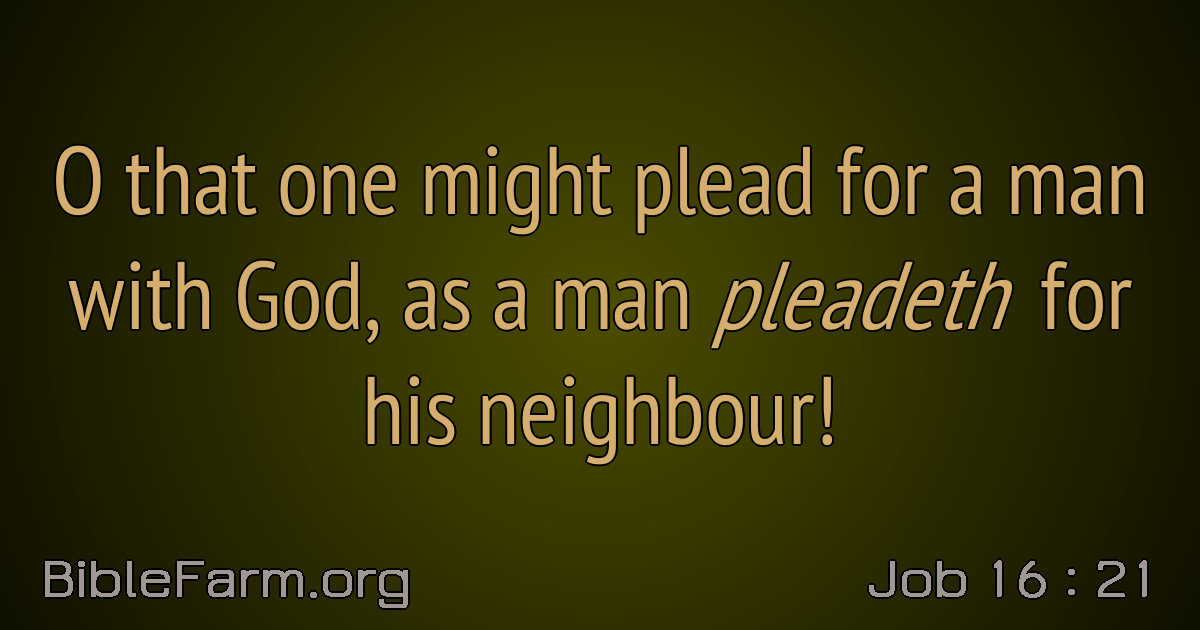 O that one might plead for a man
with God, as a man pleadeth for
his neighbour!
BibleFarm.org
Job 16 : 21